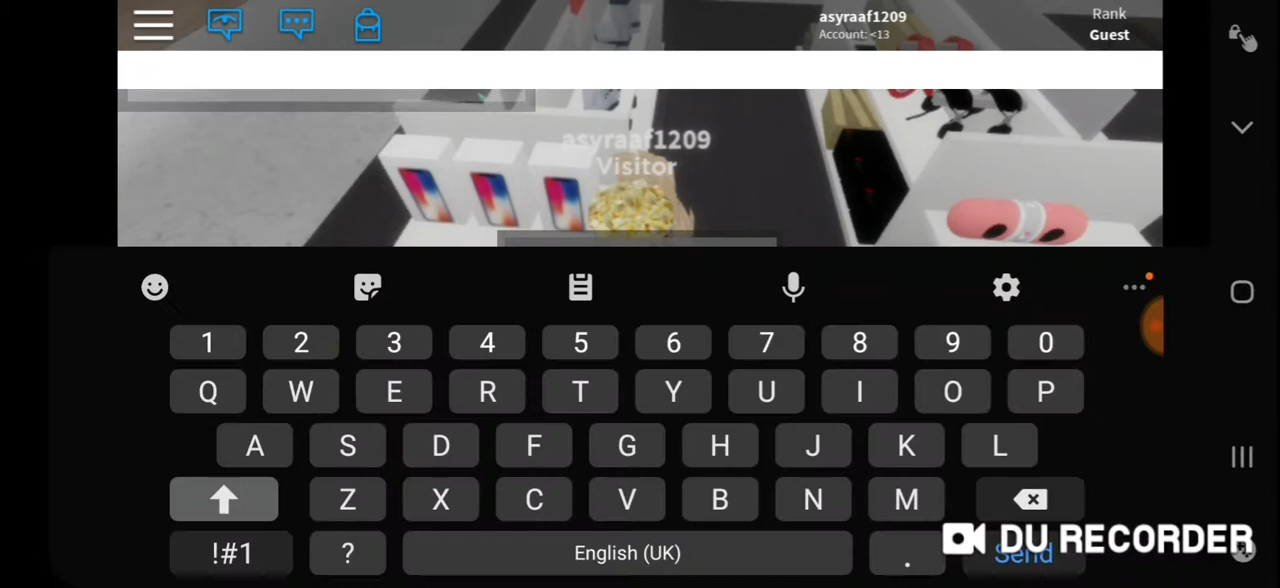 asyraaf1209
Account: <13
Rank
Guest
asyraaf1209
Visitor
1 2 3 4 5 6 7 8 9 0
Q W E R T Y U I O P
A S D F G H J K L
Z X C V B N M
!#1 ? English (UK) . Send
DU RECORDER